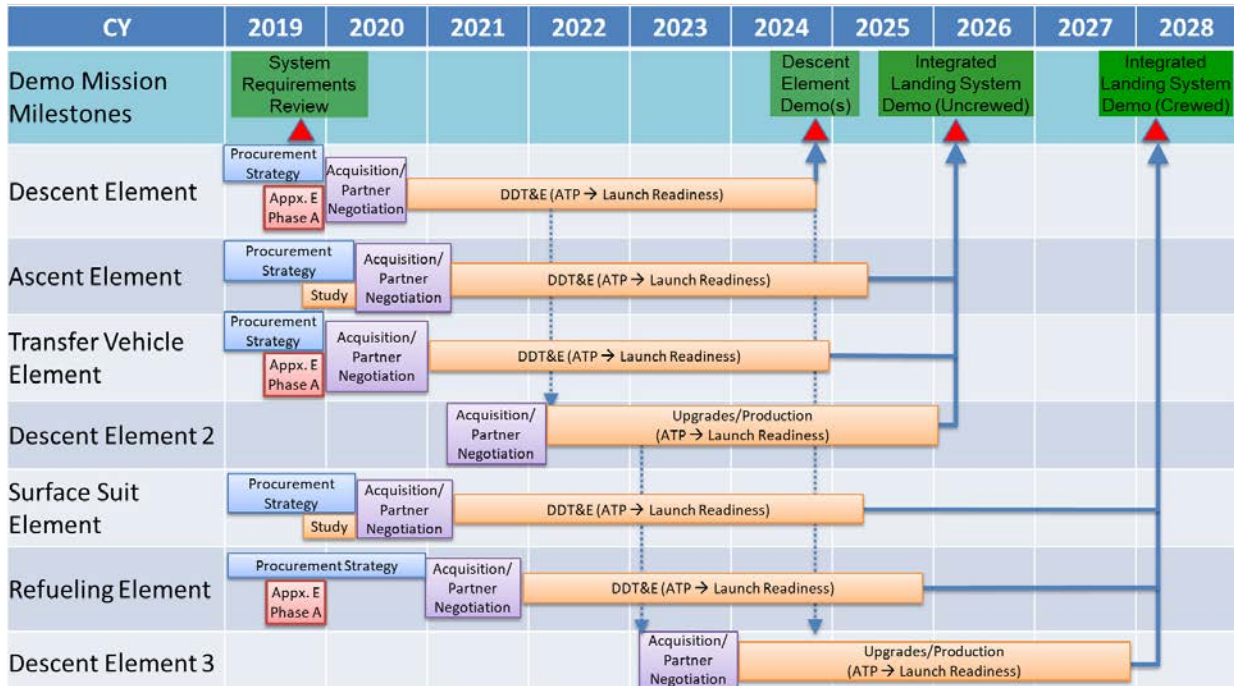 CY 2019 2020 2021 2022 2023 2024 2025 2026 2027 2028
Demo Mission
Milestones
System
Requirements
Review
Descent
Element
Demo(s)
Integrated
Landing System
Demo (Uncrewed)
Integrated
Landing System
Demo (Crewed)
Descent Element
Procurement
Strategy
Appx. E
Phase A
Acquisition/
Partner
Negotiation
DDT&E (ATP → Launch Readiness)
Ascent Element
Procurement
Strategy
Study
Acquisition/
Partner
Negotiation
DDT&E (ATP → Launch Readiness)
Transfer Vehicle
Element
Procurement
Strategy
Appx. E
Phase A
Acquisition/
Partner
Negotiation
DDT&E (ATP → Launch Readiness)
Descent Element 2
Acquisition/
Partner
Negotiation
Upgrades/Production
(ATP → Launch Readiness)
Surface Suit
Element
Procurement
Strategy
Study
Acquisition/
Partner
Negotiation
DDT&E (ATP → Launch Readiness)
Refueling Element
Procurement Strategy
Appx. E
Phase A
Acquisition/
Partner
Negotiation
DDT&E (ATP → Launch Readiness)
Descent Element 3
Acquisition/
Partner
Negotiation
Upgrades/Production
(ATP → Launch Readiness)